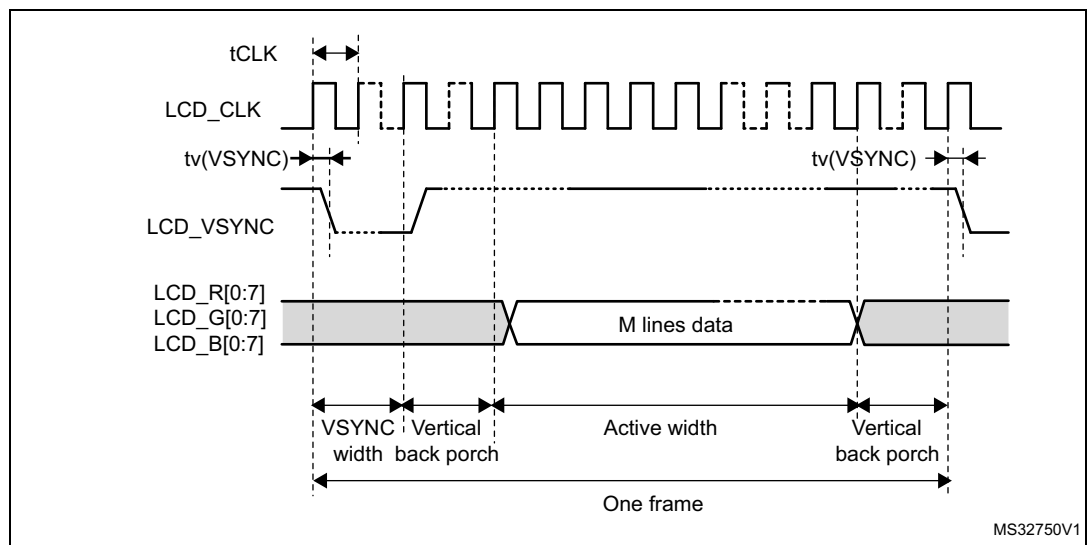 tCLK
LCD_CLK
tv(VSYNC)
tv(VSYNC)
LCD_VSYNC
LCD_R[0:7]
LCD_G[0:7]
LCD_B[0:7]
M lines data
VSYNC width
Vertical back porch
Active width
Vertical back porch
One frame
MS32750V1